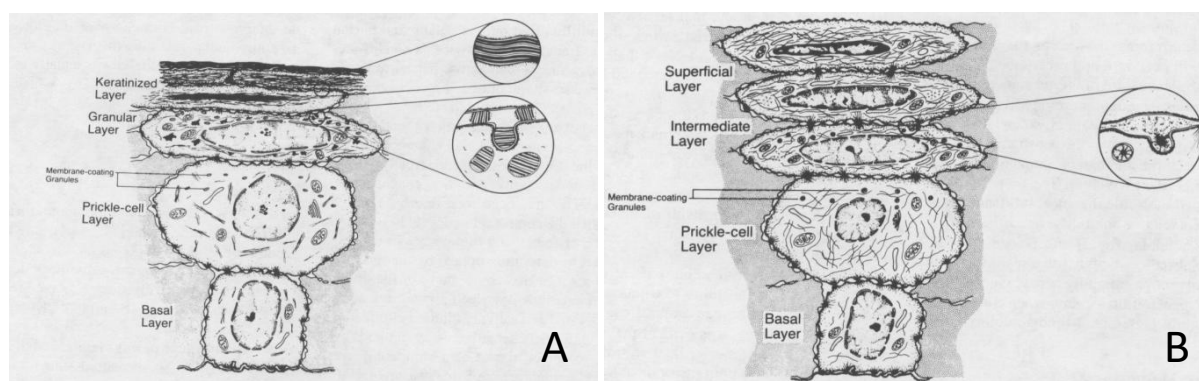 Keratinized
Layer
Granular
Layer
Membrane-coating
Granules
Prickle-cell
Layer
Basal
Layer
A
Superficial
Layer
Intermediate
Layer
Membrane-coating
Granules
Prickle-cell
Layer
Basal
Layer
B